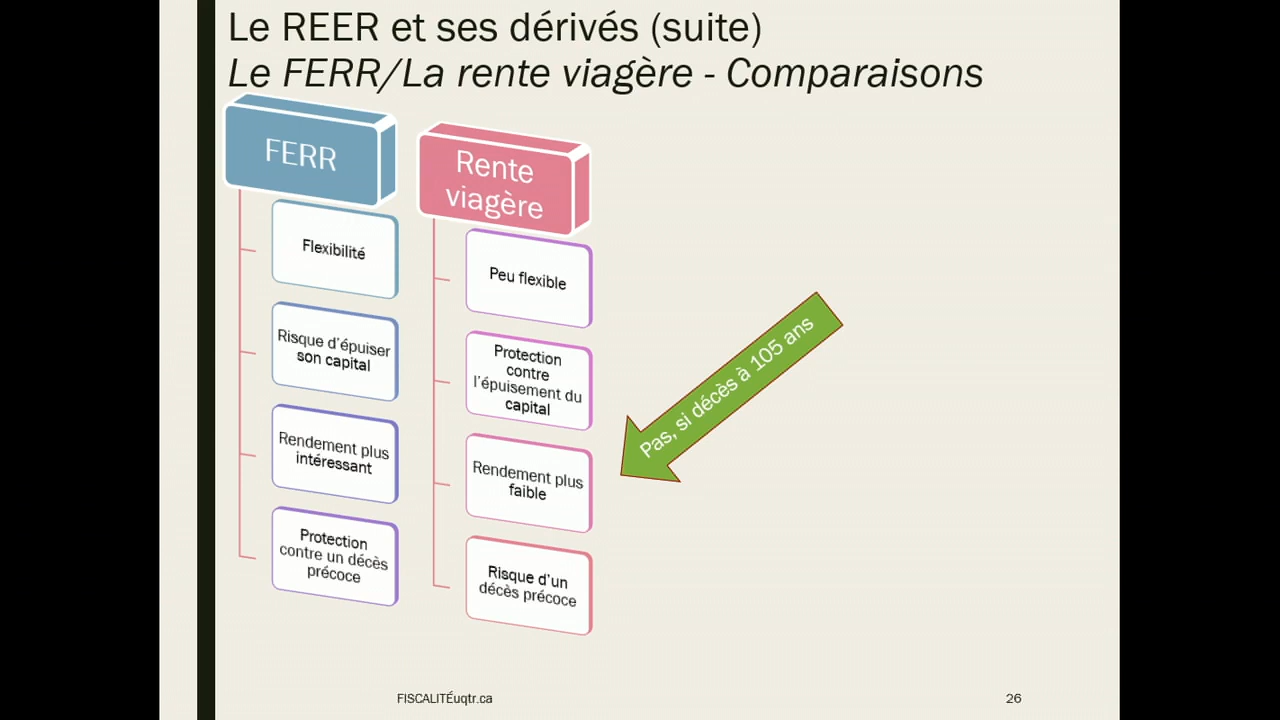 Le REER et ses dérivés (suite)
Le FERR/La rente viagère - Comparaisons
FERR
Flexibilité
Risque d'épuiser
son capital
Rendement plus
intéressant
Protection
contre un décès
précoce
Rente
viagère
Peu flexible
Protection
contre
l'épuisement du
capital
Rendement plus
faible
Risque d'un
décès précoce
Pas, si décès à 105 ans
FISCALITÉuqtr.ca
26